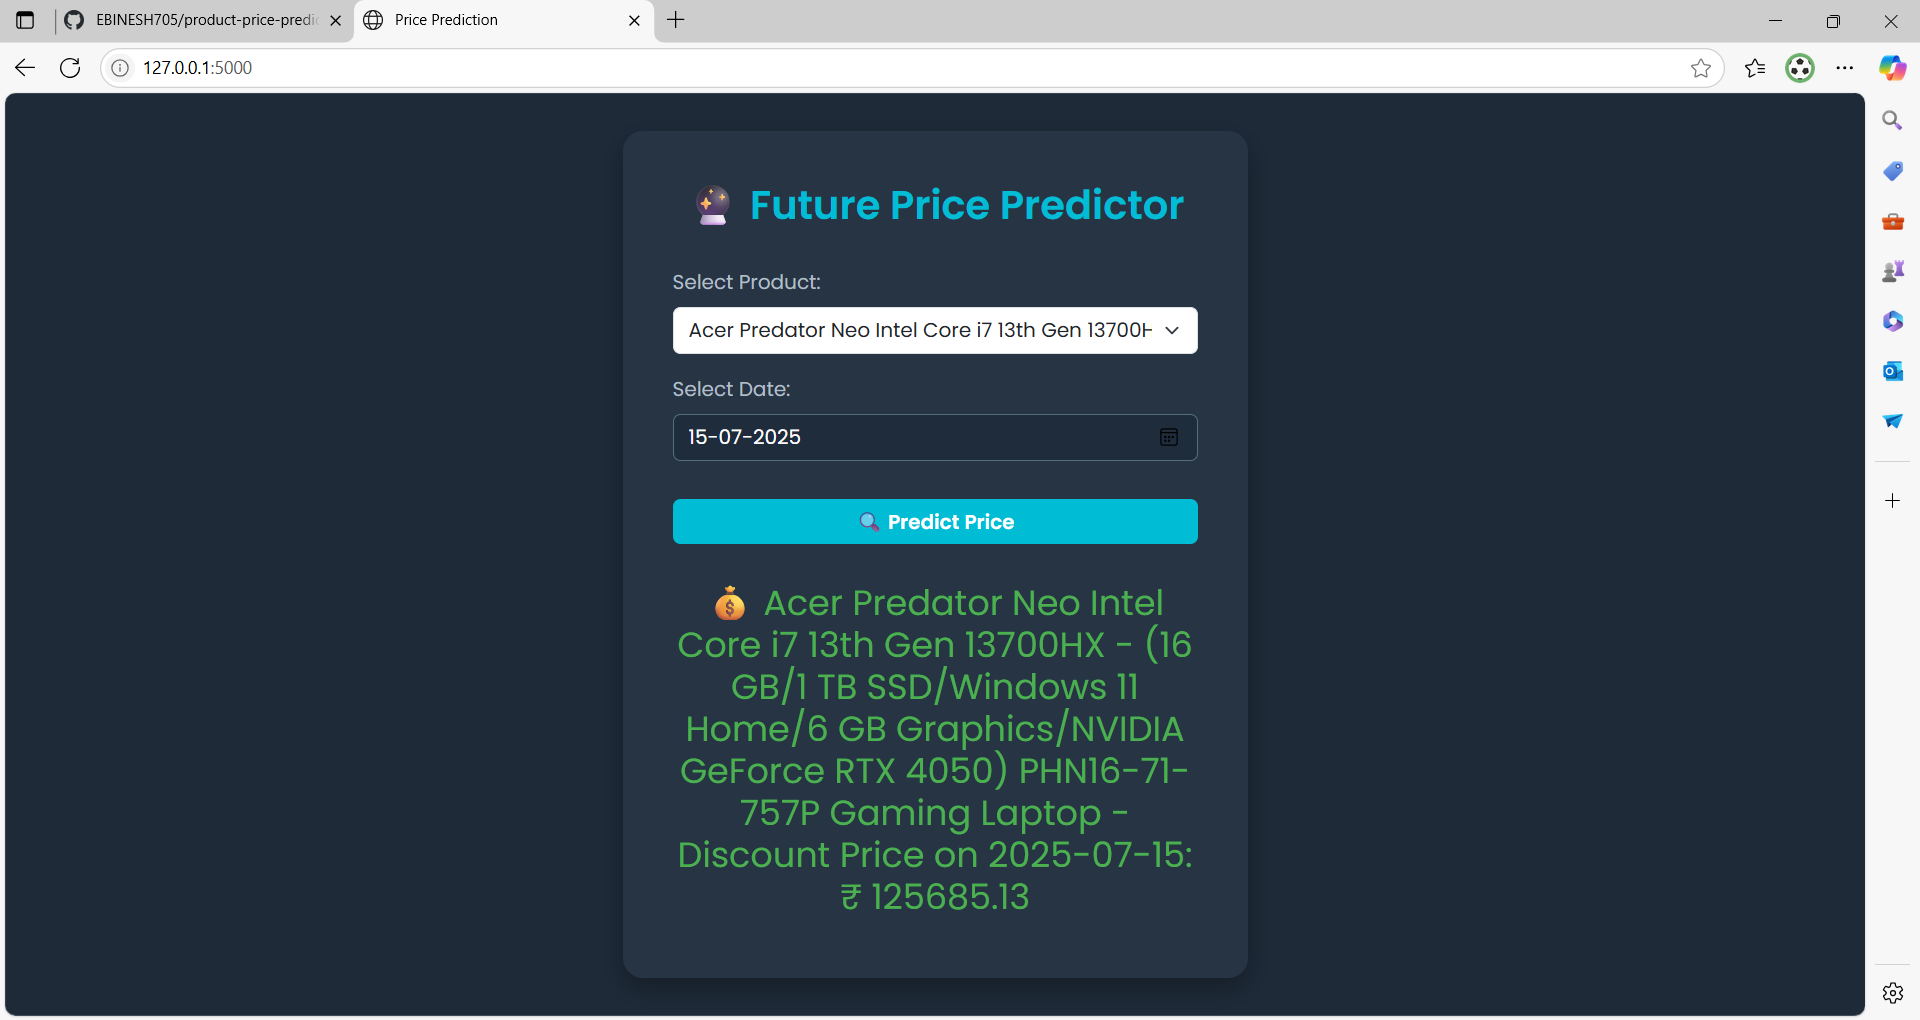 EBINESH705/product-price-predi
Price Prediction
127.0.0.1:5000
Future Price Predictor
Select Product:
Acer Predator Neo Intel Core i7 13th Gen 13700H
Select Date:
15-07-2025
Predict Price
Acer Predator Neo Intel
Core i7 13th Gen 13700HX - (16
GB/1 TB SSD/Windows 11
Home/6 GB Graphics/NVIDIA
GeForce RTX 4050) PHN16-71-
757P Gaming Laptop -
Discount Price on 2025-07-15:
₹ 125685.13